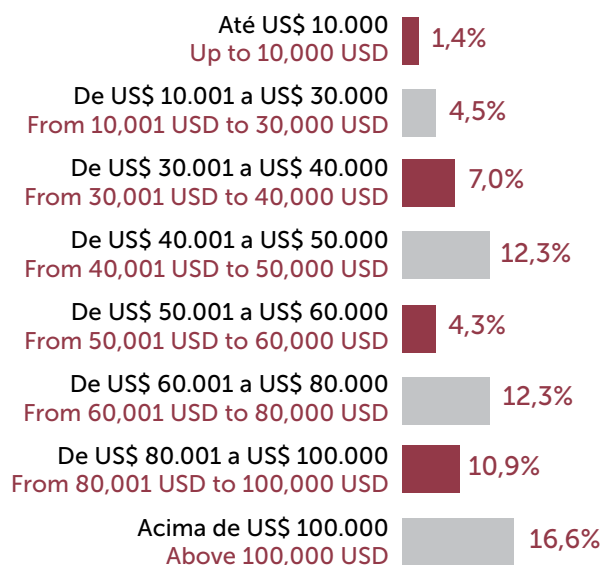 Até US$ 10.000
Up to 10,000 USD
1,4%
De US$ 10.001 a US$ 30.000
From 10,001 USD to 30,000 USD
4,5%
De US$ 30.001 a US$ 40.000
From 30,001 USD to 40,000 USD
7,0%
De US$ 40.001 a US$ 50.000
From 40,001 USD to 50,000 USD
12,3%
De US$ 50.001 a US$ 60.000
From 50,001 USD to 60,000 USD
4,3%
De US$ 60.001 a US$ 80.000
From 60,001 USD to 80,000 USD
12,3%
De US$ 80.001 a US$ 100.000
From 80,001 USD to 100,000 USD
10,9%
Acima de US$ 100.000
Above 100,000 USD
16,6%